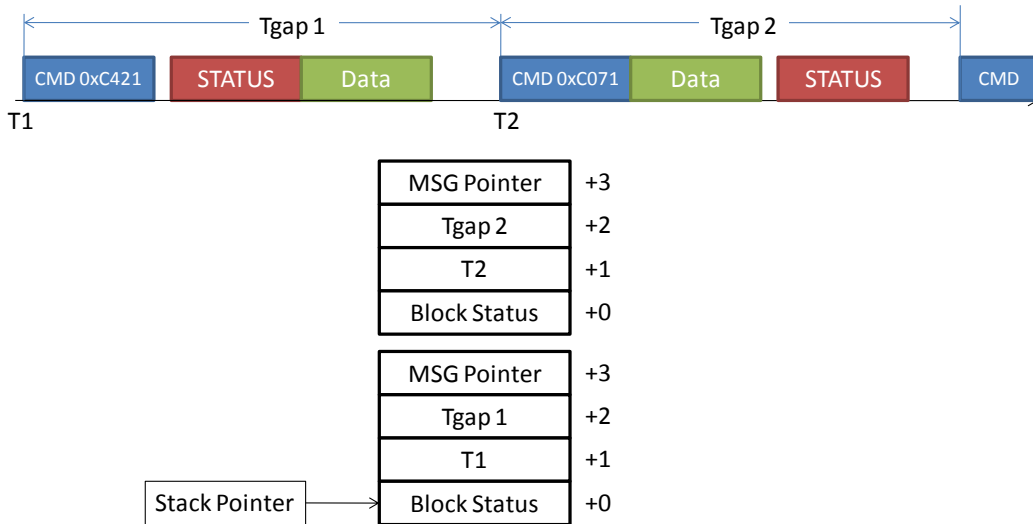 Tgap 1 Tgap 2
CMD 0xC421 STATUS Data CMD 0xC071 Data STATUS CMD
T1 T2
MSG Pointer +3
Tgap 2 +2
T2 +1
Block Status +0
MSG Pointer +3
Tgap 1 +2
T1 +1
Stack Pointer Block Status +0